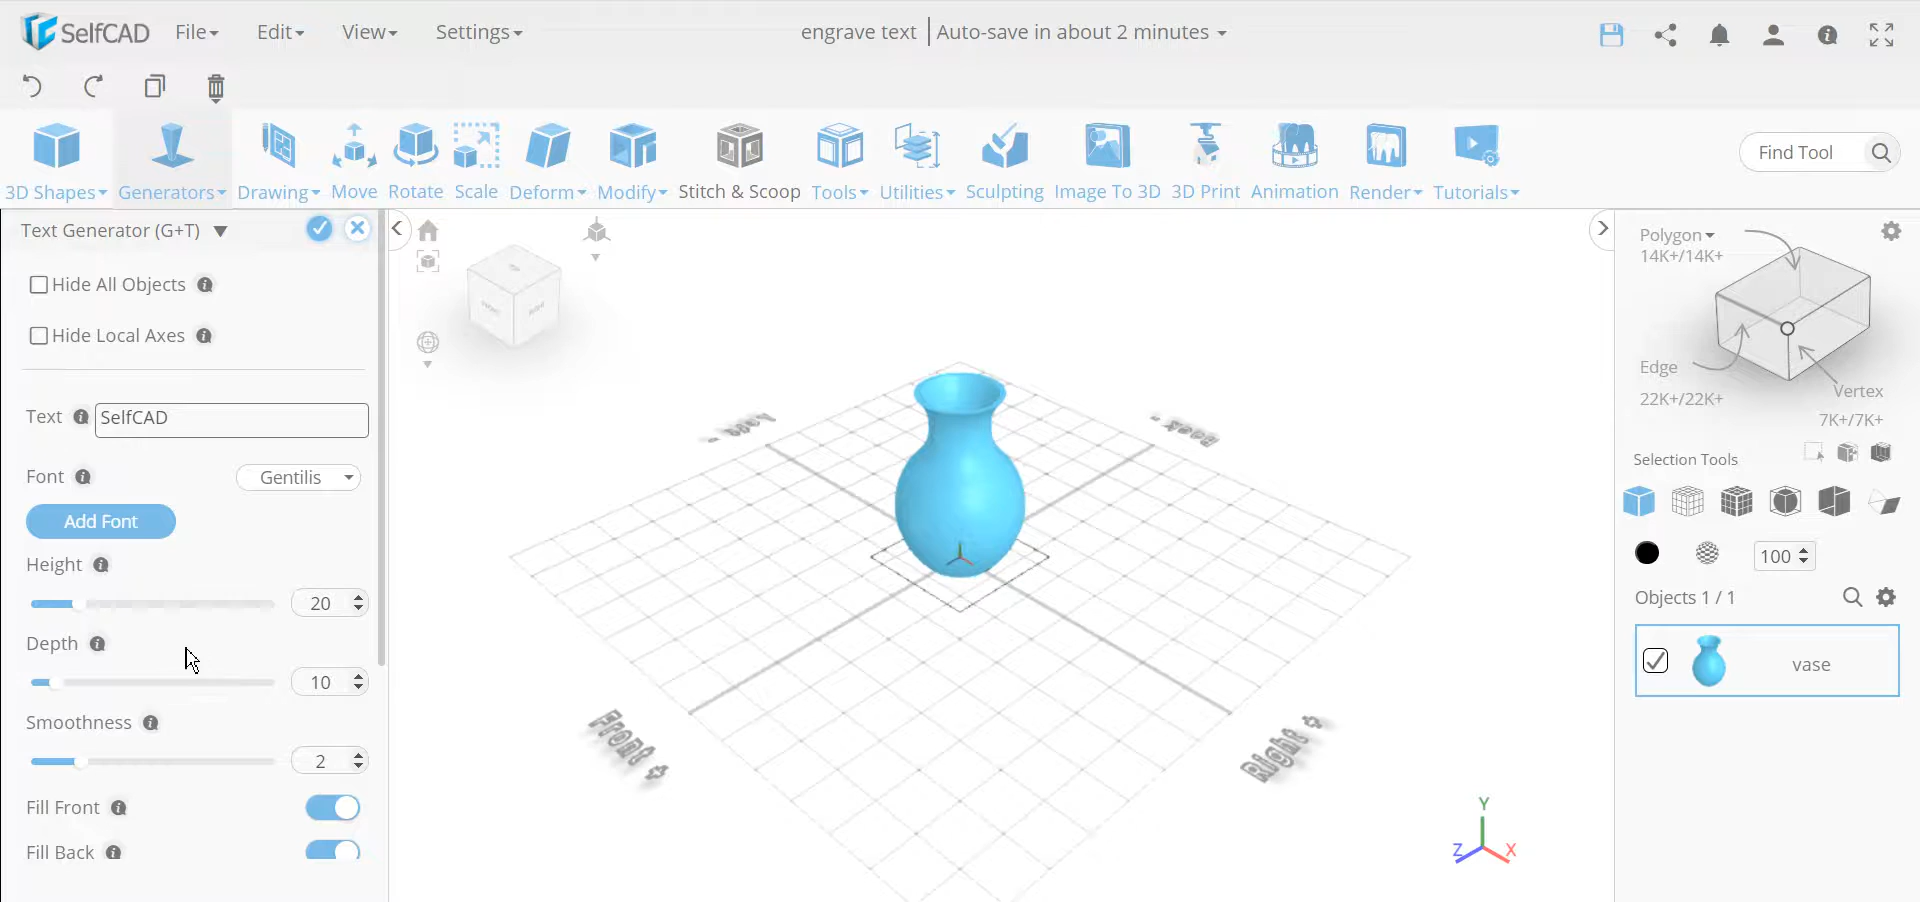 SelfCAD File Edit View Settings engrave text Auto-save in about 2 minutes
3D Shapes Generators Drawing Move Rotate Scale Deform Modify Stitch & Scoop Tools Utilities Sculpting Image To 3D 3D Print Animation Render Tutorials Find Tool
Text Generator (G+T)
Hide All Objects
Hide Local Axes
Text SelfCAD
Font Gentilis
Add Font
Height
20
Depth
10
Smoothness
2
Fill Front
Fill Back
FRONT RIGHT
Front +
Right +
Y
Z X
Polygon
14K+/14K+
Edge
22K+/22K+
Vertex
7K+/7K+
Selection Tools
100
Objects 1 / 1
vase